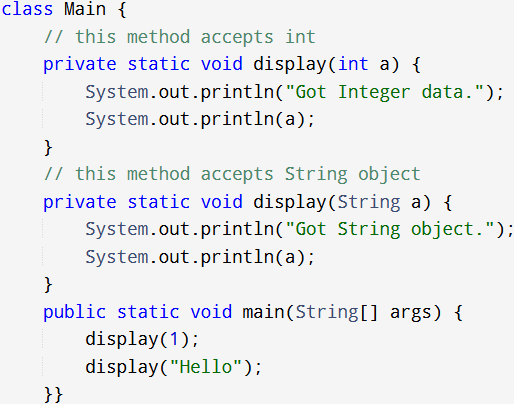 class Main {
    // this method accepts int
    private static void display(int a) {
        System.out.println("Got Integer data.");
        System.out.println(a);
    }
    // this method accepts String object
    private static void display(String a) {
        System.out.println("Got String object.");
        System.out.println(a);
    }
    public static void main(String[] args) {
        display(1);
        display("Hello");
    }}